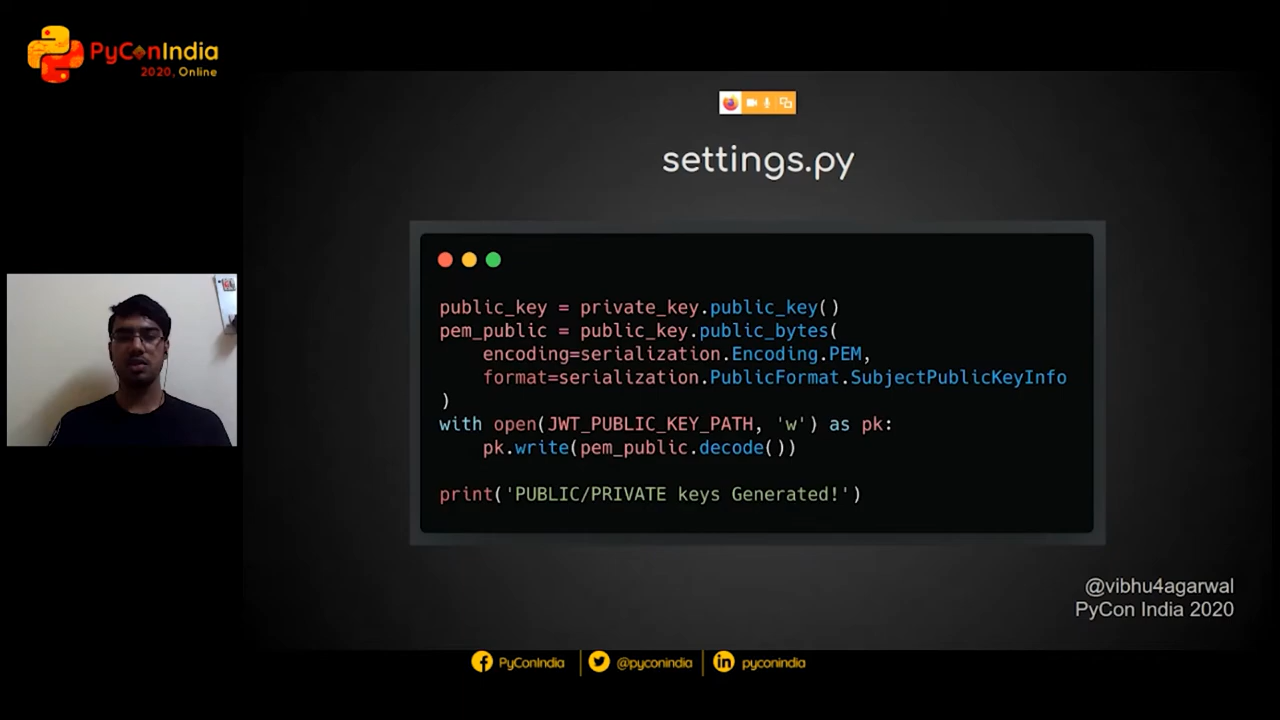 PyConIndia
2020, Online
settings.py
public_key = private_key.public_key()
pem_public = public_key.public_bytes(
    encoding=serialization.Encoding.PEM,
    format=serialization.PublicFormat.SubjectPublicKeyInfo
)
with open(JWT_PUBLIC_KEY_PATH, 'w') as pk:
    pk.write(pem_public.decode())
print('PUBLIC/PRIVATE keys Generated!')
@vibhu4agarwal
PyCon India 2020
PyConIndia
@pyconindia
pyconindia